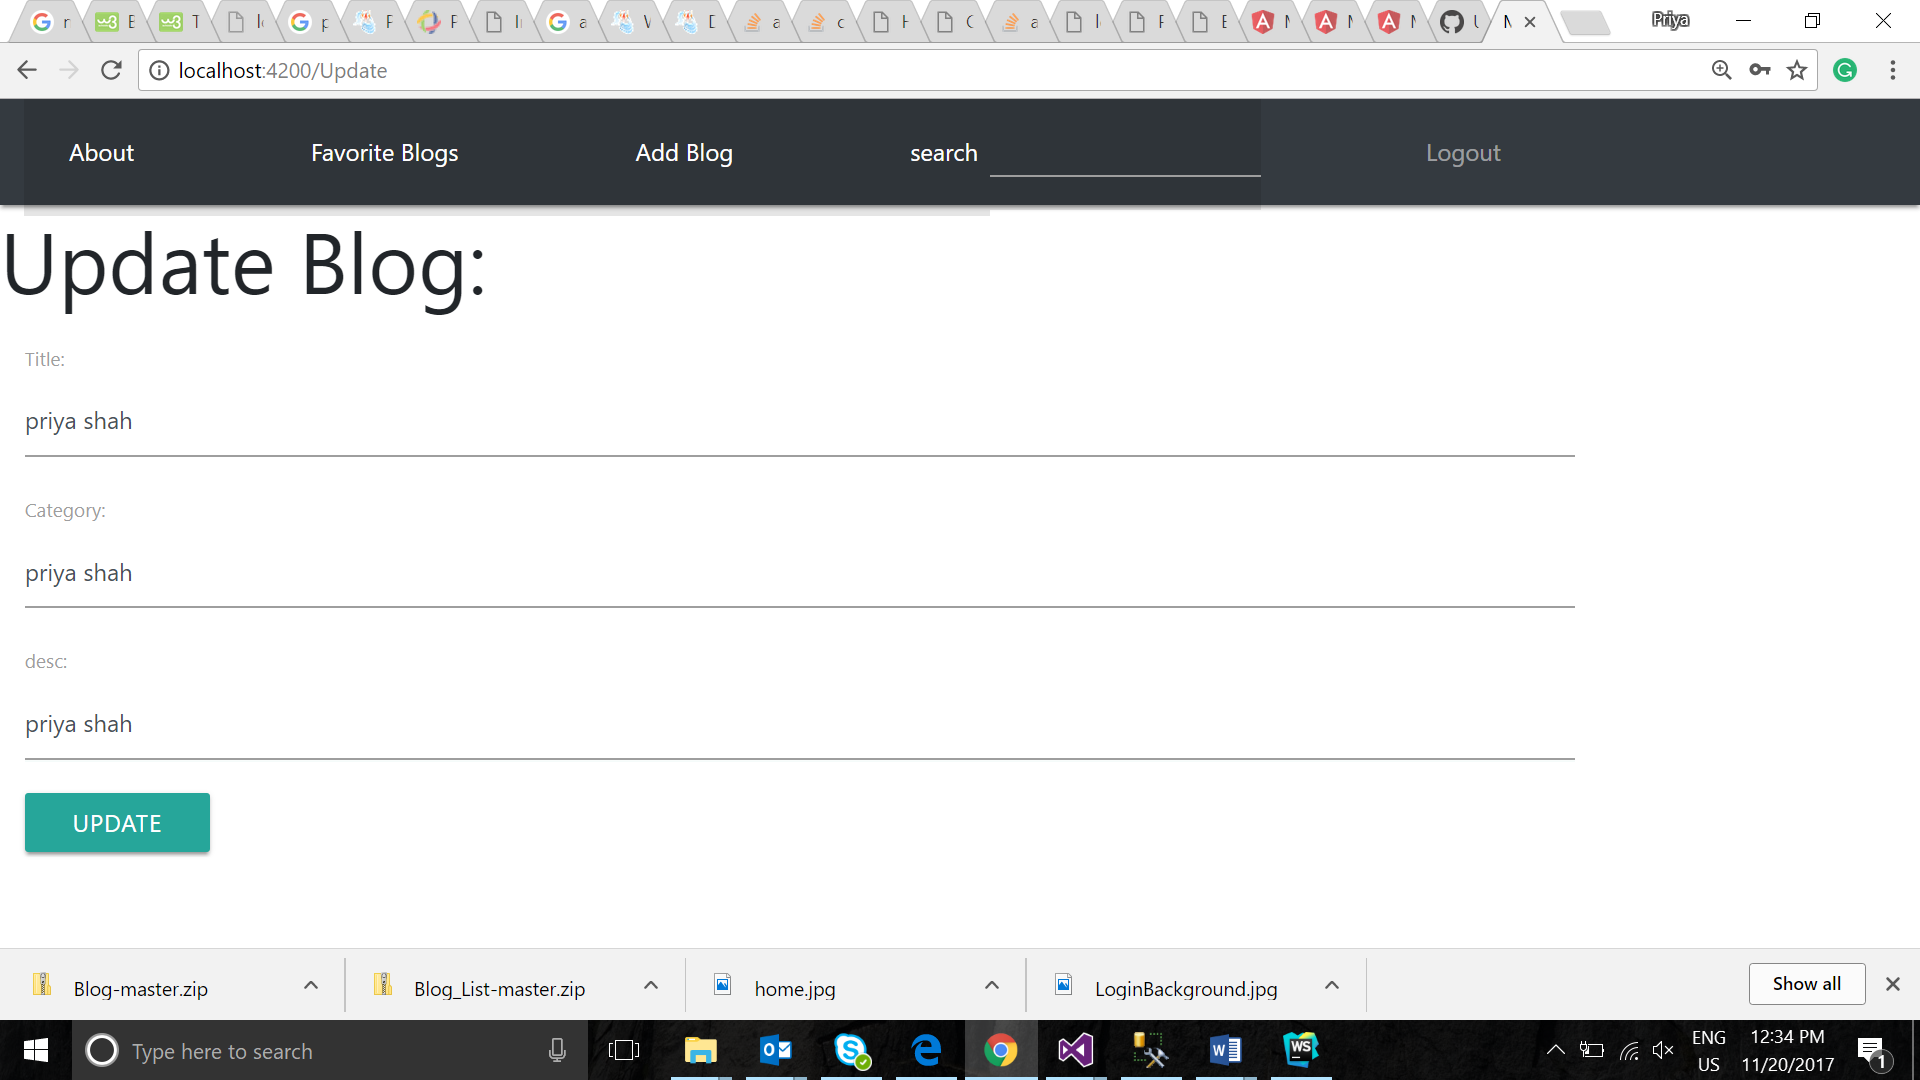 Priya
localhost:4200/Update
About Favorite Blogs Add Blog search Logout
Update Blog:
Title:
priya shah
Category:
priya shah
desc:
priya shah
UPDATE
Blog-master.zip Blog_List-master.zip home.jpg LoginBackground.jpg Show all
Type here to search
ENG 12:34 PM
US 11/20/2017 1